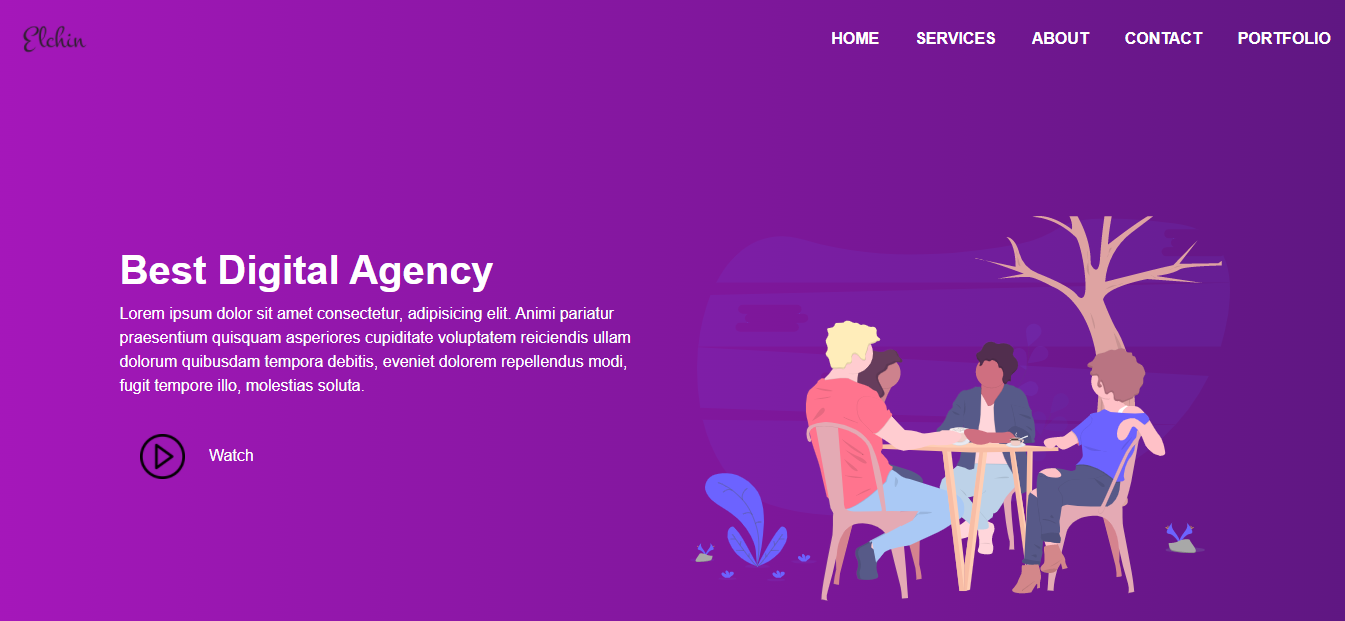 Elchin
HOME SERVICES ABOUT CONTACT PORTFOLIO
Best Digital Agency
Lorem ipsum dolor sit amet consectetur, adipisicing elit. Animi pariatur
praesentium quisquam asperiores cupiditate voluptatem reiciendis ullam
dolorum quibusdam tempora debitis, eveniet dolorem repellendus modi,
fugit tempore illo, molestias soluta.
Watch